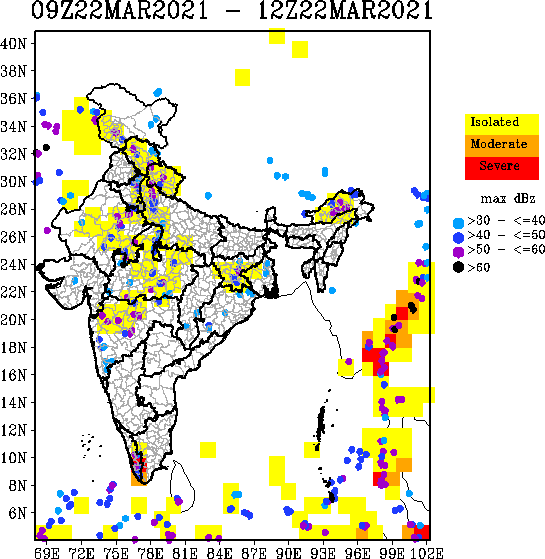 09Z22MAR2021 - 12Z22MAR2021
40N
38N
36N
34N
32N
30N
28N
26N
24N
22N
20N
18N
16N
14N
12N
10N
8N
6N
69E 72E 75E 78E 81E 84E 87E 90E 93E 96E 99E 102E
Isolated
Moderate
Severe
max dBz
>30 - <=40
>40 - <=50
>50 - <=60
>60